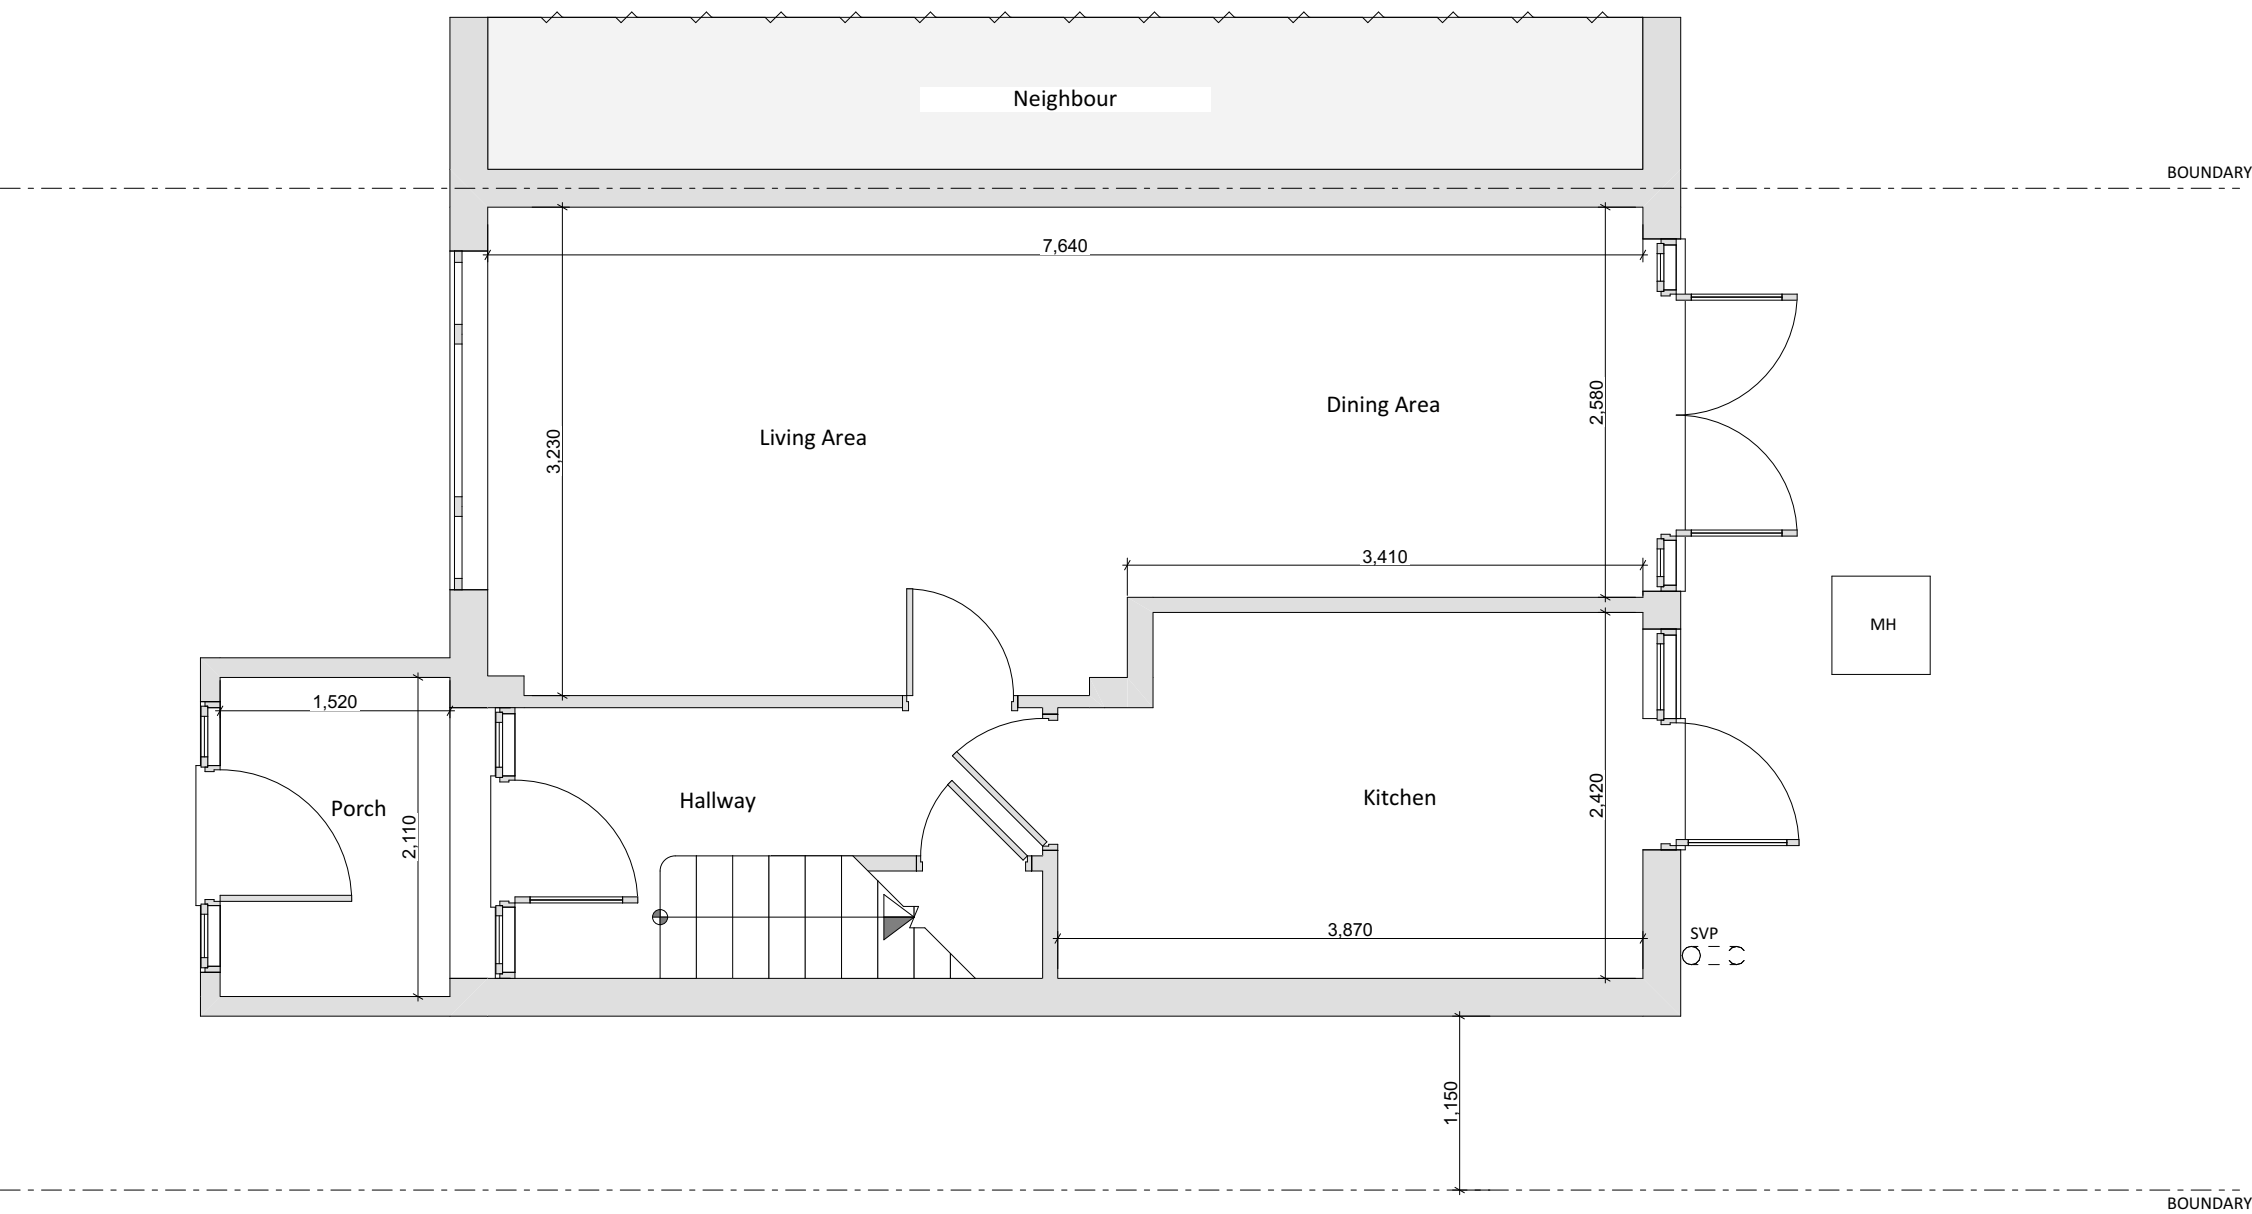 Neighbour
BOUNDARY
7,640
2,580
Dining Area
Living Area
3,230
3,410
MH
1,520
Porch
2,110
Hallway
Kitchen
2,420
3,870
SVP
1,150
BOUNDARY